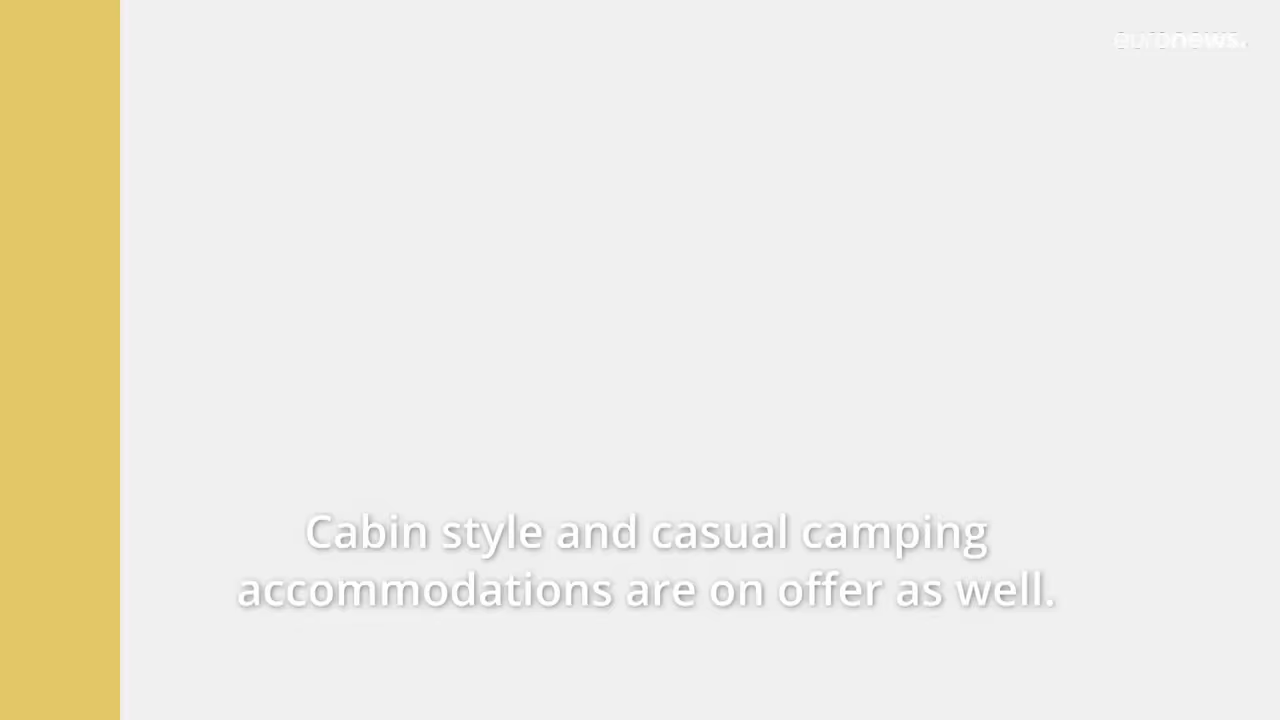 euronews.
Cabin style and casual camping
accommodations are on offer as well.